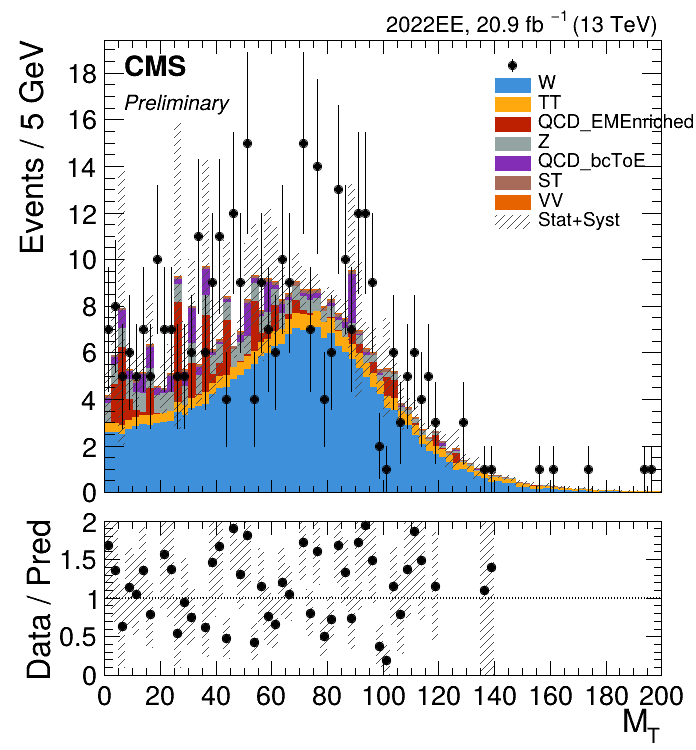 2022EE, 20.9 fb⁻¹ (13 TeV)
CMS
Preliminary
W
TT
QCD_EMEnriched
Z
QCD_bcToE
ST
VV
Stat+Syst
Events / 5 GeV
18
16
14
12
10
8
6
4
2
0
Data / Pred
2
1.5
1
0.5
0
0 20 40 60 80 100 120 140 160 180 200
M_T